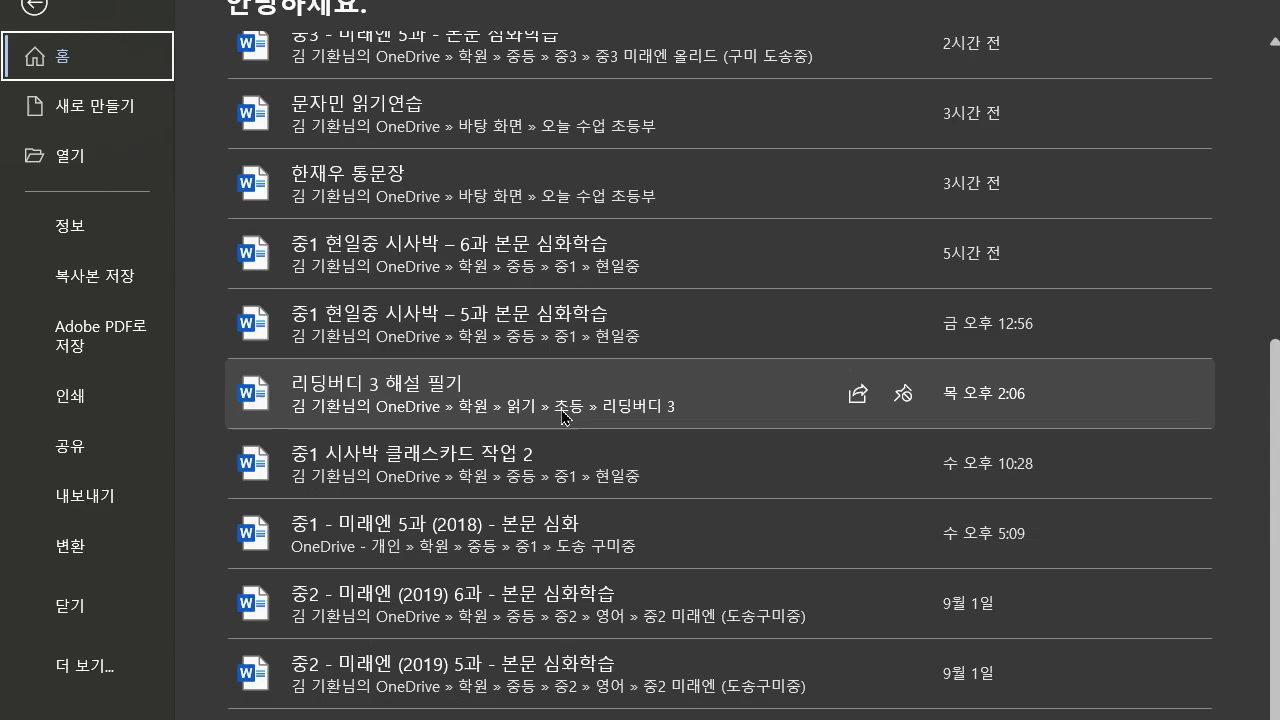 안녕하세요.
홈
새로 만들기
열기
정보
복사본 저장
Adobe PDF로
저장
인쇄
공유
내보내기
변환
닫기
더 보기...
중3 - 미래엔 5과 - 본문 심화학습
김 기환님의 OneDrive » 학원 » 중등 » 중3 » 중3 미래엔 올리드 (구미 도송중)
2시간 전
문자민 읽기연습
김 기환님의 OneDrive » 바탕 화면 » 오늘 수업 초등부
3시간 전
한재우 통문장
김 기환님의 OneDrive » 바탕 화면 » 오늘 수업 초등부
3시간 전
중1 현일중 시사박 – 6과 본문 심화학습
김 기환님의 OneDrive » 학원 » 중등 » 중1 » 현일중
5시간 전
중1 현일중 시사박 – 5과 본문 심화학습
김 기환님의 OneDrive » 학원 » 중등 » 중1 » 현일중
금 오후 12:56
리딩버디 3 해설 필기
김 기환님의 OneDrive » 학원 » 읽기 » 초등 » 리딩버디 3
목 오후 2:06
중1 시사박 클래스카드 작업 2
김 기환님의 OneDrive » 학원 » 중등 » 중1 » 현일중
수 오후 10:28
중1 - 미래엔 5과 (2018) - 본문 심화
OneDrive - 개인 » 학원 » 중등 » 중1 » 도송 구미중
수 오후 5:09
중2 - 미래엔 (2019) 6과 - 본문 심화학습
김 기환님의 OneDrive » 학원 » 중등 » 중2 » 영어 » 중2 미래엔 (도송구미중)
9월 1일
중2 - 미래엔 (2019) 5과 - 본문 심화학습
김 기환님의 OneDrive » 학원 » 중등 » 중2 » 영어 » 중2 미래엔 (도송구미중)
9월 1일